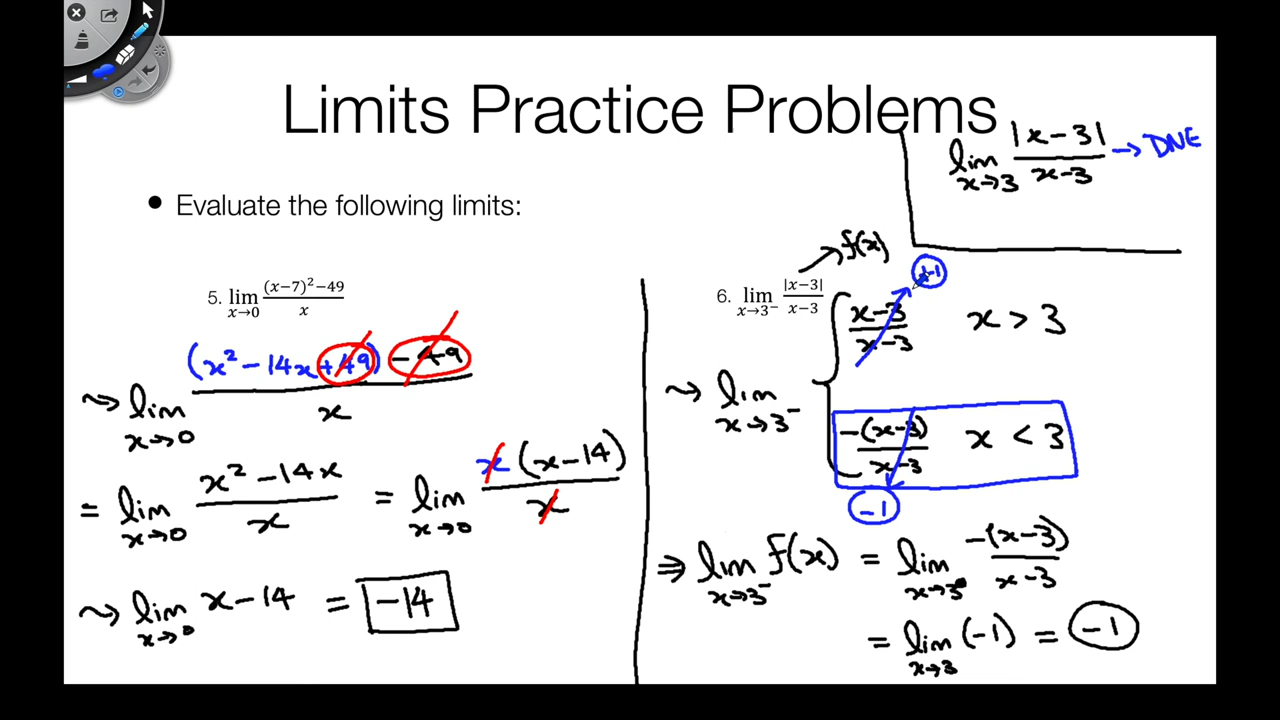 Limits Practice Problems
lim x→3 |x−3|/(x−3) → DNE
• Evaluate the following limits:
5. lim x→0 ((x−7)²−49)/x
⇝ lim x→0 ((x² − 14x + 49) − 49)/x
= lim x→0 (x² − 14x)/x = lim x→0 x(x−14)/x
⇝ lim x→0 x−14 = −14
6. lim x→3⁻ |x−3|/(x−3) → f(x)
⇝ lim x→3⁻ { (x−3)/(x−3) x > 3 +1
−(x−3)/(x−3) x < 3
−1
⇒ lim x→3⁻ f(x) = lim x→3 −(x−3)/(x−3)
= lim x→3 (−1) = −1